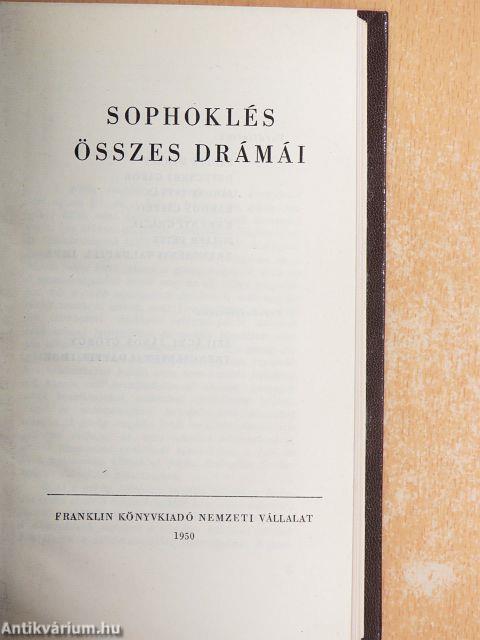 SOPHOKLÉS
ÖSSZES DRÁMÁI
FRANKLIN KÖNYVKIADÓ NEMZETI VÁLLALAT
1950
Antikvárium.hu